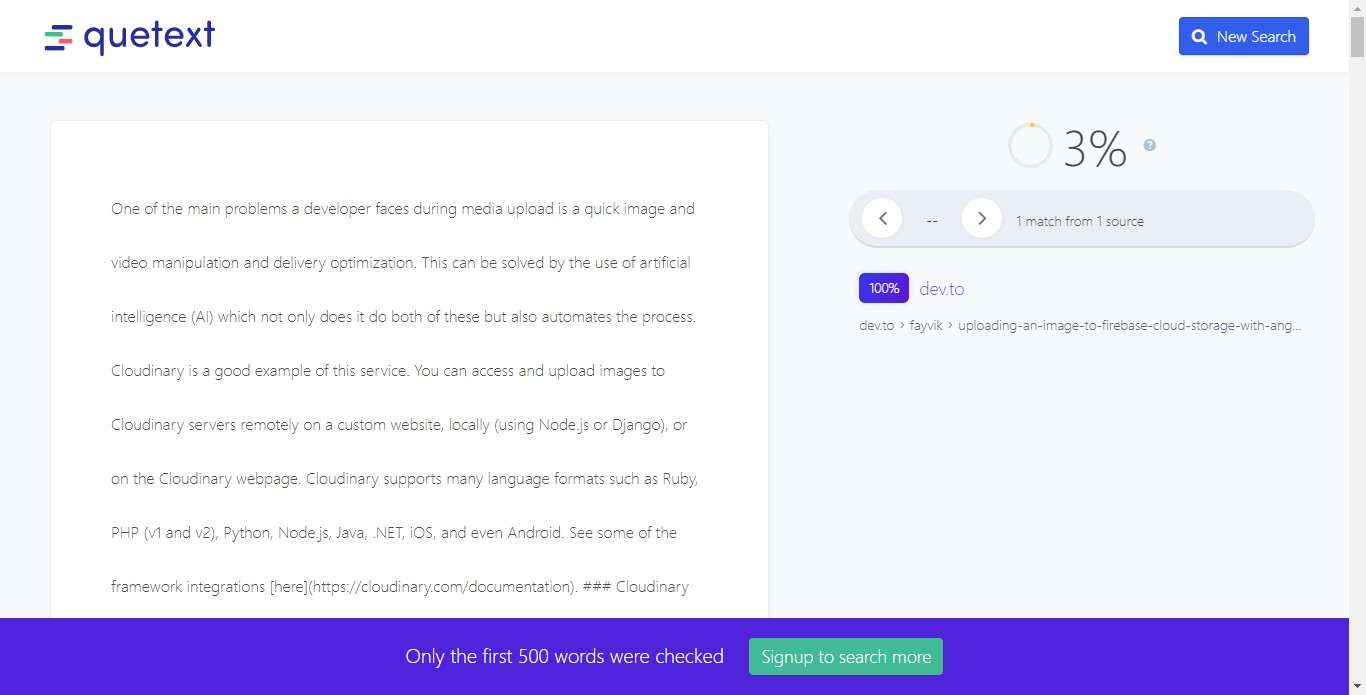 quetext
New Search
One of the main problems a developer faces during media upload is a quick image and
video manipulation and delivery optimization. This can be solved by the use of artificial
intelligence (AI) which not only does it do both of these but also automates the process.
Cloudinary is a good example of this service. You can access and upload images to
Cloudinary servers remotely on a custom website, locally (using Node.js or Django), or
on the Cloudinary webpage. Cloudinary supports many language formats such as Ruby,
PHP (v1 and v2), Python, Node.js, Java, .NET, iOS, and even Android. See some of the
framework integrations [here](https://cloudinary.com/documentation). ### Cloudinary
3%
?
--
1 match from 1 source
100%
dev.to
dev.to › fayvik › uploading-an-image-to-firebase-cloud-storage-with-ang...
Only the first 500 words were checked
Signup to search more